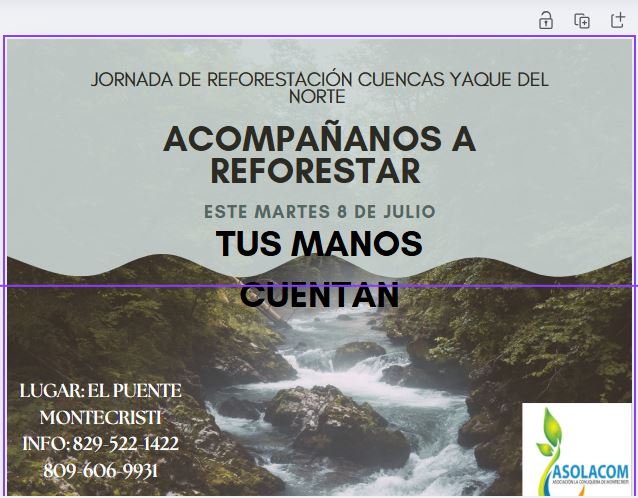 JORNADA DE REFORESTACIÓN CUENCAS YAQUE DEL
NORTE
ACOMPAÑANOS A
REFORESTAR
ESTE MARTES 8 DE JULIO
TUS MANOS
CUENTAN
LUGAR: EL PUENTE
MONTECRISTI
INFO: 829-522-1422
809-606-9931
ASOLACOM
ASOCIACIÓN LA CONUQUERA DE MONTECRISTI